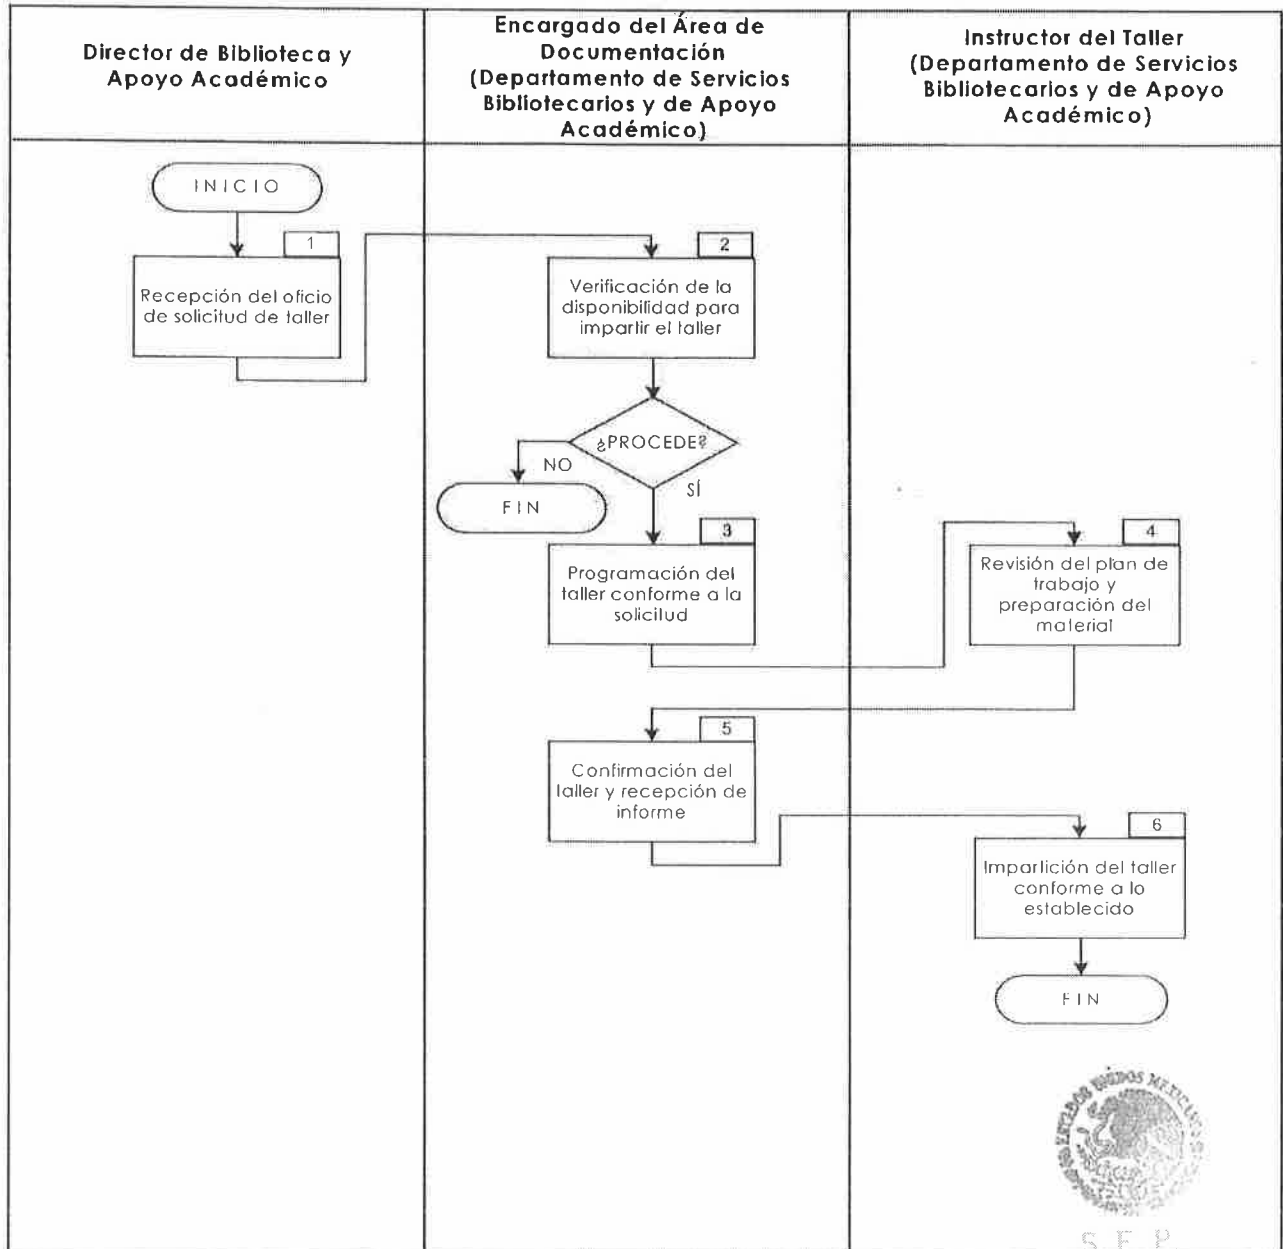 Director de Biblioteca y
Apoyo Académico
Encargado del Área de
Documentación
(Departamento de Servicios
Bibliotecarios y de Apoyo
Académico)
Instructor del Taller
(Departamento de Servicios
Bibliotecarios y de Apoyo
Académico)
INICIO
1
Recepción del oficio
de solicitud de taller
2
Verificación de la
disponibilidad para
impartir el taller
¿PROCEDE?
NO
SÍ
FIN
3
Programación del
taller conforme a la
solicitud
4
Revisión del plan de
trabajo y
preparación del
material
5
Confirmación del
taller y recepción de
informe
6
Impartición del taller
conforme a lo
establecido
FIN
ESTADOS UNIDOS MEXICANOS
S E P